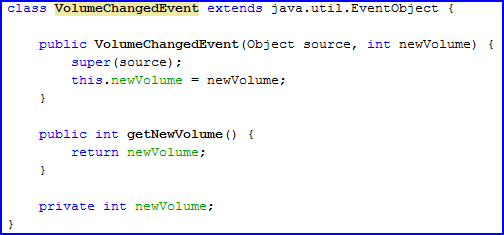 class VolumeChangedEvent extends java.util.EventObject {
public VolumeChangedEvent(Object source, int newVolume) {
super(source);
this.newVolume = newVolume;
}
public int getNewVolume() {
return newVolume;
}
private int newVolume;
}